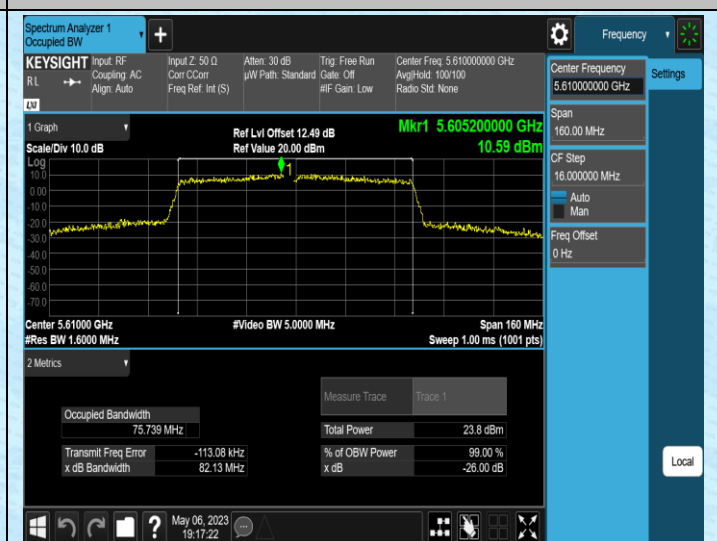 Spectrum Analyzer 1
Occupied BW
+
Frequency
KEYSIGHT
RL
LXI
Input: RF
Coupling: AC
Align: Auto
Input Z: 50 Ω
Corr CCorr
Freq Ref: Int (S)
Atten: 30 dB
µW Path: Standard
Trig: Free Run
Gate: Off
#IF Gain: Low
Center Freq: 5.610000000 GHz
Avg|Hold: 100/100
Radio Std: None
Center Frequency
5.610000000 GHz
Settings
Span
160.00 MHz
CF Step
16.000000 MHz
Auto
Man
Freq Offset
0 Hz
1 Graph
Scale/Div 10.0 dB
Ref Lvl Offset 12.49 dB
Ref Value 20.00 dBm
Mkr1 5.605200000 GHz
10.59 dBm
Log
10.0
0.00
-10.0
-20.0
-30.0
-40.0
-50.0
-60.0
-70.0
1
Center 5.61000 GHz
#Res BW 1.6000 MHz
#Video BW 5.0000 MHz
Span 160 MHz
Sweep 1.00 ms (1001 pts)
2 Metrics
Measure Trace
Trace 1
Occupied Bandwidth
75.739 MHz
Total Power
23.8 dBm
Transmit Freq Error
-113.08 kHz
% of OBW Power
99.00 %
x dB Bandwidth
82.13 MHz
x dB
-26.00 dB
Local
?
May 06, 2023
19:17:22